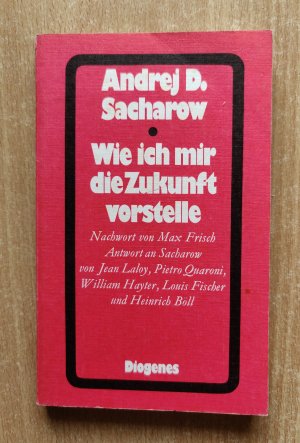 Andrej D.
Sacharow
Wie ich mir
die Zukunft
vorstelle
Nachwort von Max Frisch
Antwort an Sacharow
von Jean Laloy, Pietro Quaroni,
William Hayter, Louis Fischer
und Heinrich Böll
Diogenes